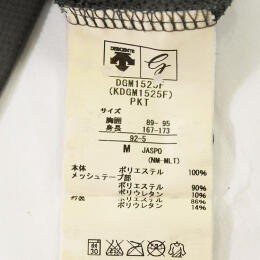 DESCENTE
DGM1525F
(KDGM1525F)
PKT
サイズ
胸囲 89- 95
身長 167-173
92-5
M JASPO
(NM-MLT)
本体 ポリエステル 100%
メッシュテープ部
ポリエステル 90%
ポリウレタン 10%
ポリエステル 86%
ポリウレタン 14%